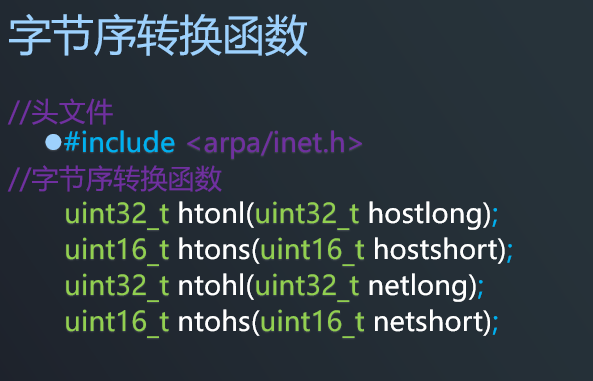 字节序转换函数
//头文件
●#include <arpa/inet.h>
//字节序转换函数
uint32_t htonl(uint32_t hostlong);
uint16_t htons(uint16_t hostshort);
uint32_t ntohl(uint32_t netlong);
uint16_t ntohs(uint16_t netshort);